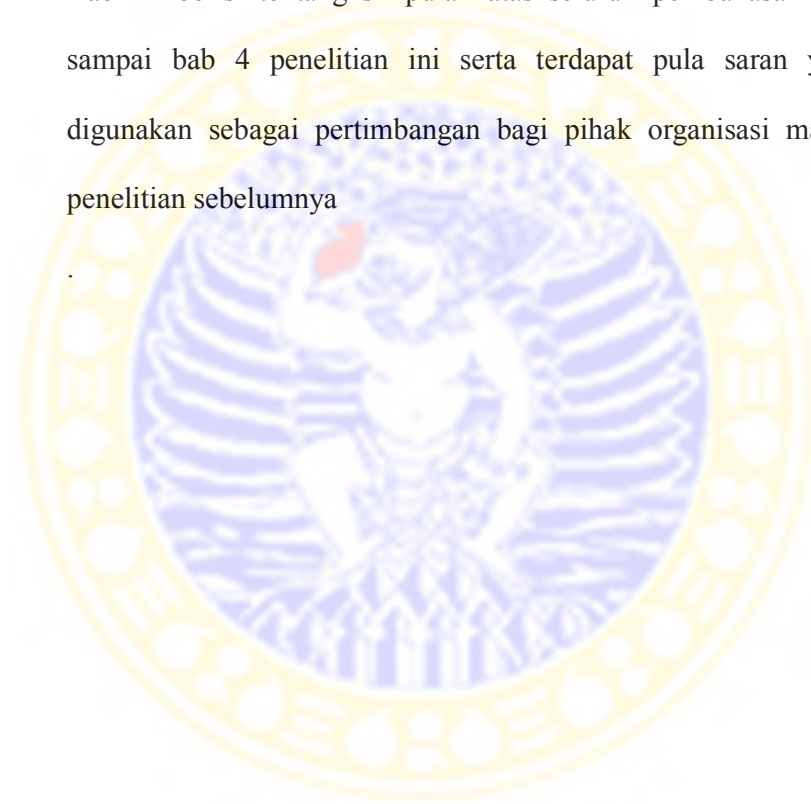 sampai bab 4 penelitian ini serta terdapat pula saran
digunakan sebagai pertimbangan bagi pihak organisasi
penelitian sebelumnya
.